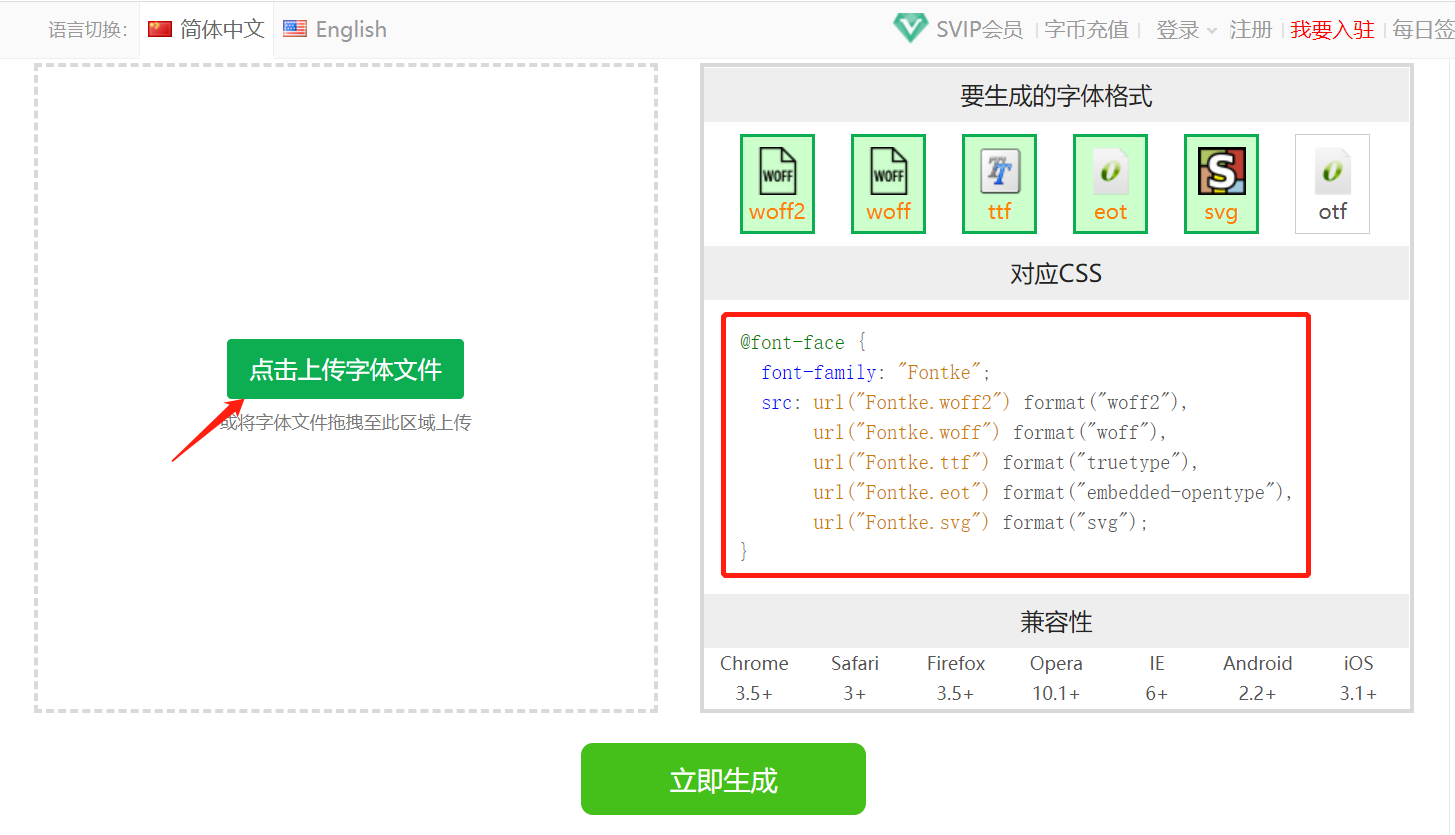 语言切换： 简体中文 English SVIP会员 字币充值 登录 注册 我要入驻 每日签
点击上传字体文件
或将字体文件拖拽至此区域上传
要生成的字体格式
WOFF WOFF TT O S O
woff2 woff ttf eot svg otf
对应CSS
@font-face {
font-family: "Fontke";
src: url("Fontke.woff2") format("woff2"),
url("Fontke.woff") format("woff"),
url("Fontke.ttf") format("truetype"),
url("Fontke.eot") format("embedded-opentype"),
url("Fontke.svg") format("svg");
}
兼容性
Chrome Safari Firefox Opera IE Android iOS
3.5+ 3+ 3.5+ 10.1+ 6+ 2.2+ 3.1+
立即生成